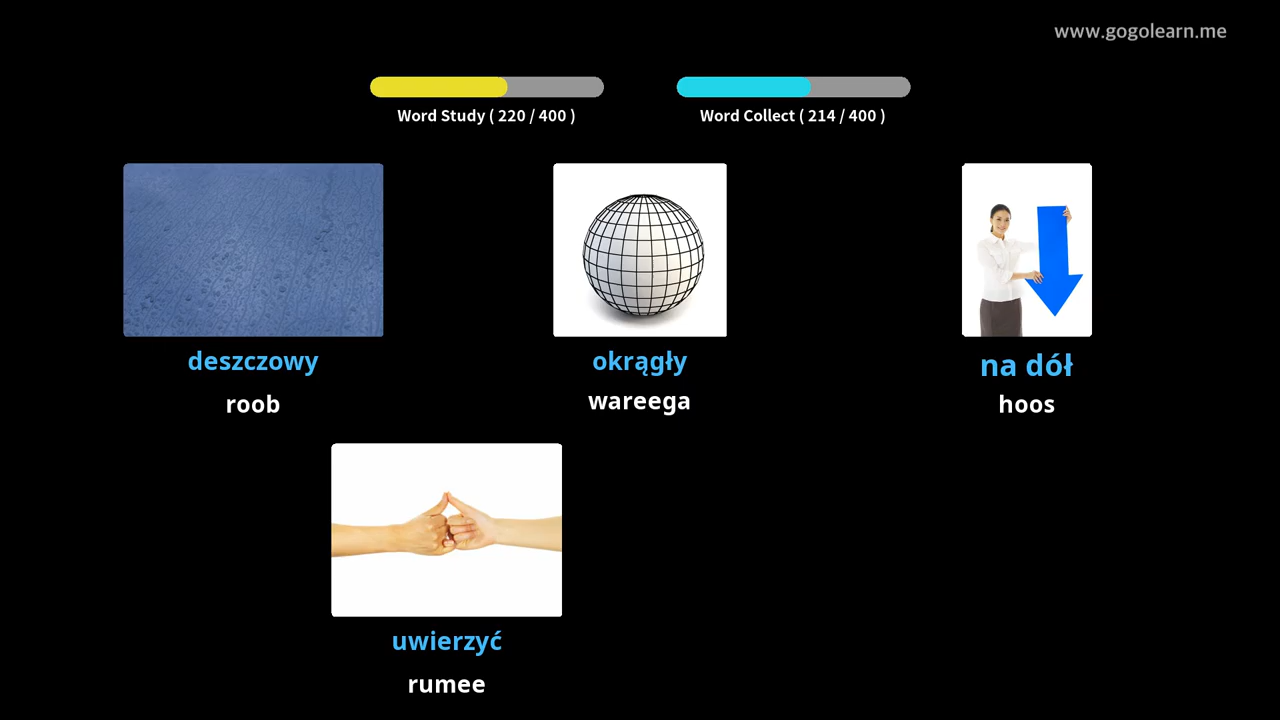 www.gogolearn.me
Word Study ( 220 / 400 )
Word Collect ( 214 / 400 )
deszczowy
roob
okrągły
wareega
na dół
hoos
uwierzyć
rumee